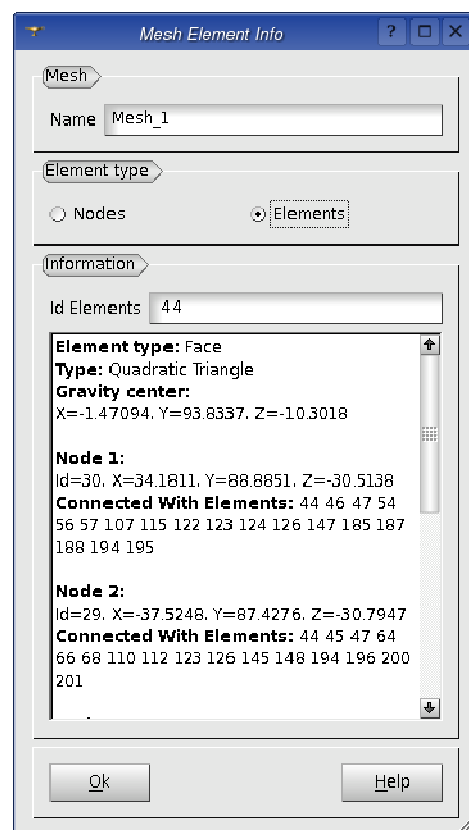 Mesh Element Info
Mesh
Name Mesh_1
Element type
Nodes Elements
Information
Id Elements 44
Element type: Face
Type: Quadratic Triangle
Gravity center:
X=-1.47094, Y=93.8337, Z=-10.3018
Node 1:
Id=30, X=34.1811, Y=88.8851, Z=-30.5138
Connected With Elements: 44 46 47 54
56 57 107 115 122 123 124 126 147 185 187
188 194 195
Node 2:
Id=29, X=-37.5248, Y=87.4276, Z=-30.7947
Connected With Elements: 44 45 47 64
66 68 110 112 123 126 145 148 194 196 200
201
Ok Help